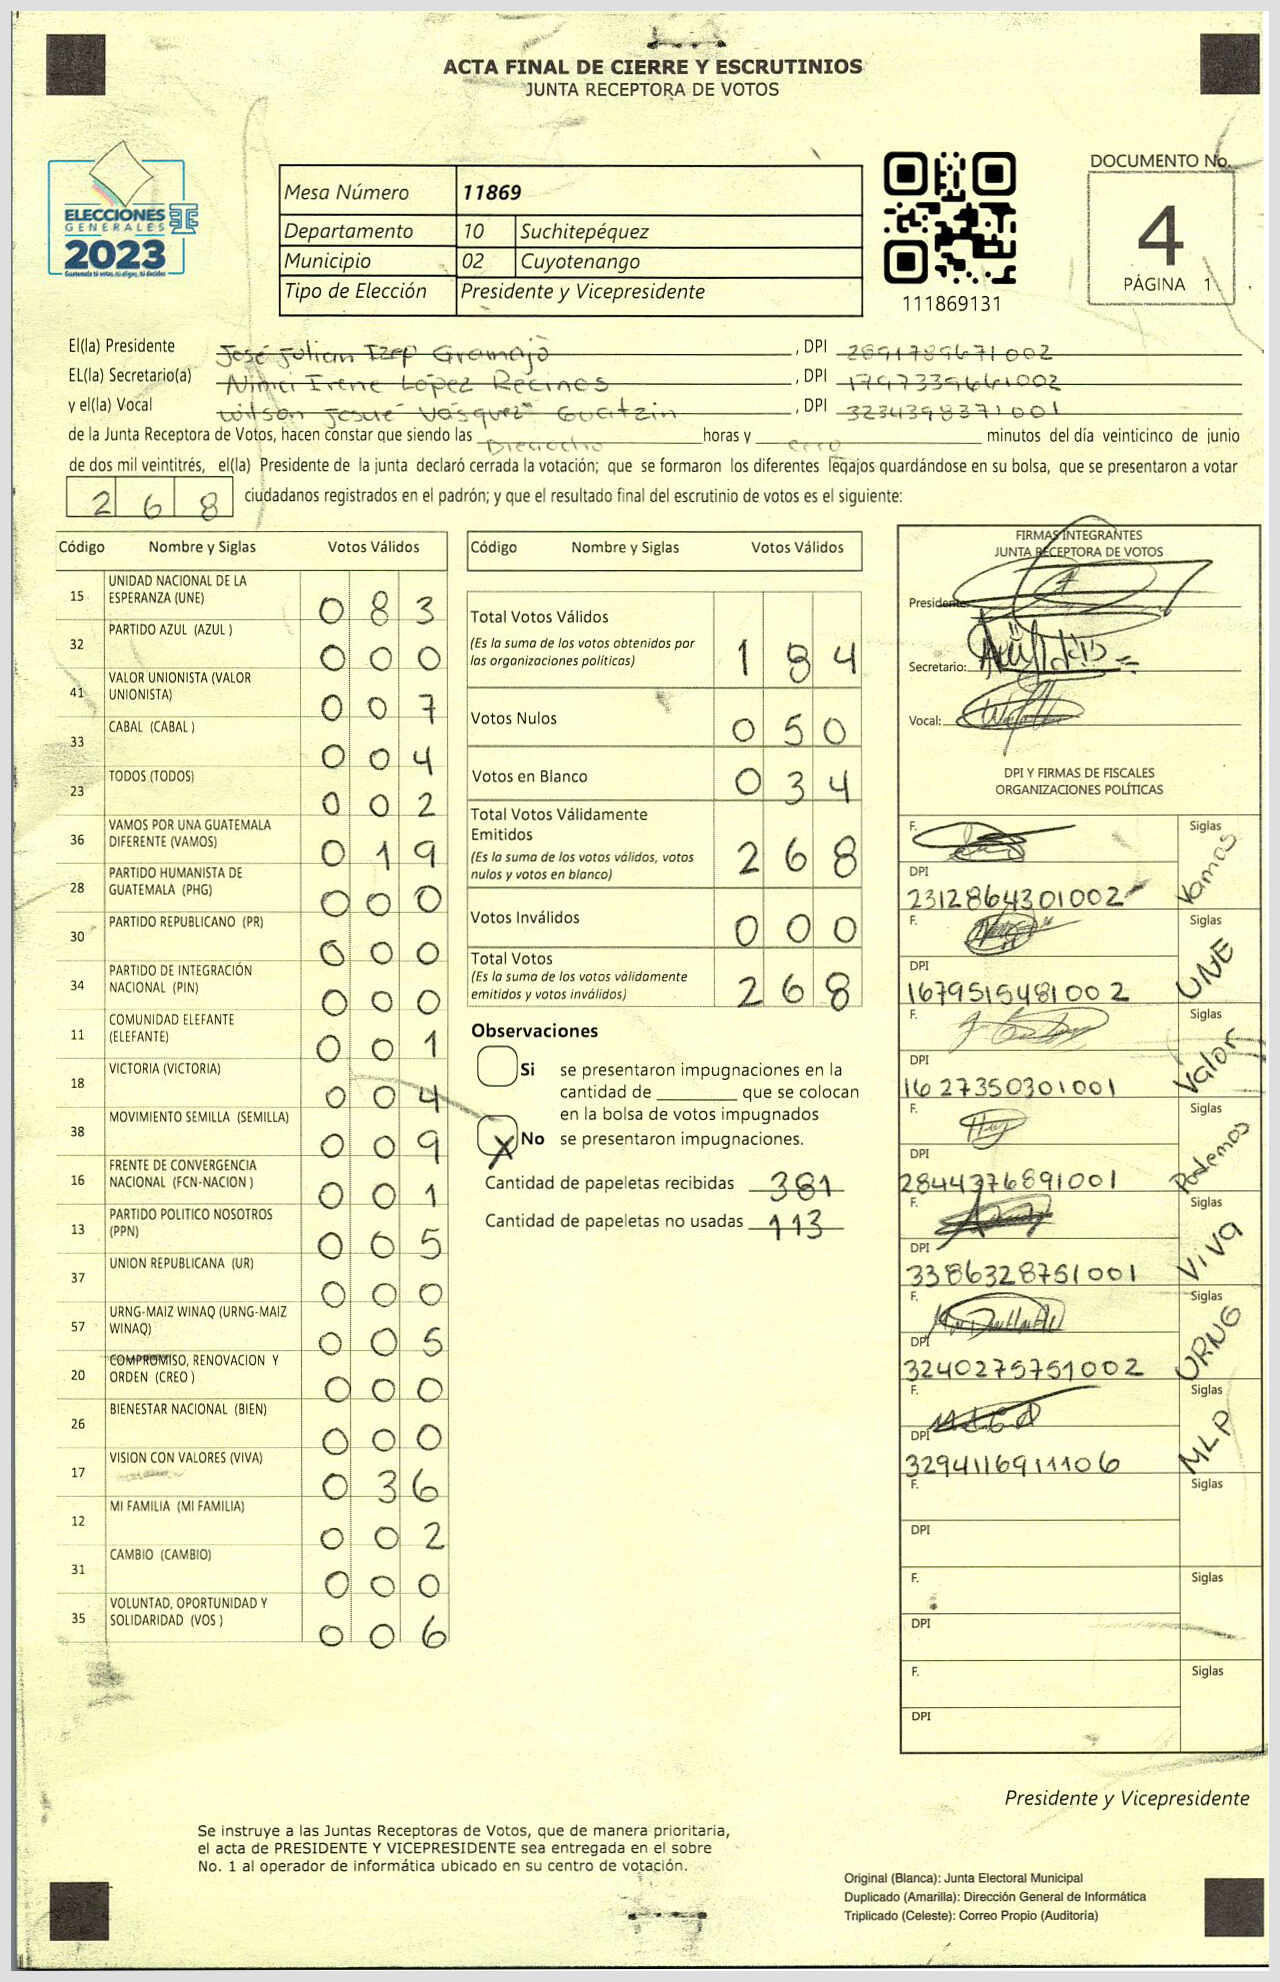 ACTA FINAL DE CIERRE Y ESCRUTINIOS
JUNTA RECEPTORA DE VOTOS
ELECCIONES
GENERALES
2023
Guatemala tú votas, tú eliges, tú decides
Mesa Número 11869
Departamento 10 Suchitepéquez
Municipio 02 Cuyotenango
Tipo de Elección Presidente y Vicepresidente
111869131
DOCUMENTO No.
4
PÁGINA 1
El(la) Presidente José Julian Izep Gramajo , DPI 2891789671002
EL(la) Secretario(a) Nimci Irene López Recinos , DPI 1797339661002
y el(la) Vocal Wilson Josué Vásquez Guatzin , DPI 3234398371001
de la Junta Receptora de Votos, hacen constar que siendo las Dieciocho horas y cero minutos del día veinticinco de junio
de dos mil veintitrés, el(la) Presidente de la junta declaró cerrada la votación; que se formaron los diferentes legajos guardándose en su bolsa, que se presentaron a votar
268 ciudadanos registrados en el padrón; y que el resultado final del escrutinio de votos es el siguiente:
Código Nombre y Siglas Votos Válidos
15 UNIDAD NACIONAL DE LA ESPERANZA (UNE) 0 8 3
32 PARTIDO AZUL (AZUL ) 0 0 0
41 VALOR UNIONISTA (VALOR UNIONISTA) 0 0 7
33 CABAL (CABAL ) 0 0 4
23 TODOS (TODOS) 0 0 2
36 VAMOS POR UNA GUATEMALA DIFERENTE (VAMOS) 0 1 9
28 PARTIDO HUMANISTA DE GUATEMALA (PHG) 0 0 0
30 PARTIDO REPUBLICANO (PR) 0 0 0
34 PARTIDO DE INTEGRACIÓN NACIONAL (PIN) 0 0 0
11 COMUNIDAD ELEFANTE (ELEFANTE) 0 0 1
18 VICTORIA (VICTORIA) 0 0 4
38 MOVIMIENTO SEMILLA (SEMILLA) 0 0 9
16 FRENTE DE CONVERGENCIA NACIONAL (FCN-NACION ) 0 0 1
13 PARTIDO POLITICO NOSOTROS (PPN) 0 0 5
37 UNION REPUBLICANA (UR) 0 0 0
57 URNG-MAIZ WINAQ (URNG-MAIZ WINAQ) 0 0 5
20 COMPROMISO, RENOVACION Y ORDEN (CREO ) 0 0 0
26 BIENESTAR NACIONAL (BIEN) 0 0 0
17 VISION CON VALORES (VIVA) 0 3 6
12 MI FAMILIA (MI FAMILIA) 0 0 2
31 CAMBIO (CAMBIO) 0 0 0
35 VOLUNTAD, OPORTUNIDAD Y SOLIDARIDAD (VOS ) 0 0 6
Código Nombre y Siglas Votos Válidos
Total Votos Válidos 1 8 4
(Es la suma de los votos obtenidos por
las organizaciones políticas)
Votos Nulos 0 5 0
Votos en Blanco 0 3 4
Total Votos Válidamente
Emitidos 2 6 8
(Es la suma de los votos válidos, votos
nulos y votos en blanco)
Votos Inválidos 0 0 0
Total Votos 2 6 8
(Es la suma de los votos válidamente
emitidos y votos inválidos)
Observaciones
Si se presentaron impugnaciones en la
cantidad de ________ que se colocan
en la bolsa de votos impugnados
X No se presentaron impugnaciones.
Cantidad de papeletas recibidas 381
Cantidad de papeletas no usadas 113
FIRMAS INTEGRANTES
JUNTA RECEPTORA DE VOTOS
Presidente:
Secretario:
Vocal:
DPI Y FIRMAS DE FISCALES
ORGANIZACIONES POLÍTICAS
F. Siglas Vamos
DPI 2312864301002
F. Siglas UNE
DPI 1679515481002
F. Siglas Valor
DPI 1627350301001
F. Siglas Podemos
DPI 2844376891001
F. Siglas Viva
DPI 3386328751001
F. Siglas URNG
DPI 3240275751002
F. Siglas MLP
DPI 3294116911106
F. Siglas
DPI
F. Siglas
DPI
F. Siglas
DPI
Presidente y Vicepresidente
Se instruye a las Juntas Receptoras de Votos, que de manera prioritaria,
el acta de PRESIDENTE Y VICEPRESIDENTE sea entregada en el sobre
No. 1 al operador de informática ubicado en su centro de votación.
Original (Blanca): Junta Electoral Municipal
Duplicado (Amarilla): Dirección General de Informática
Triplicado (Celeste): Correo Propio (Auditoría)